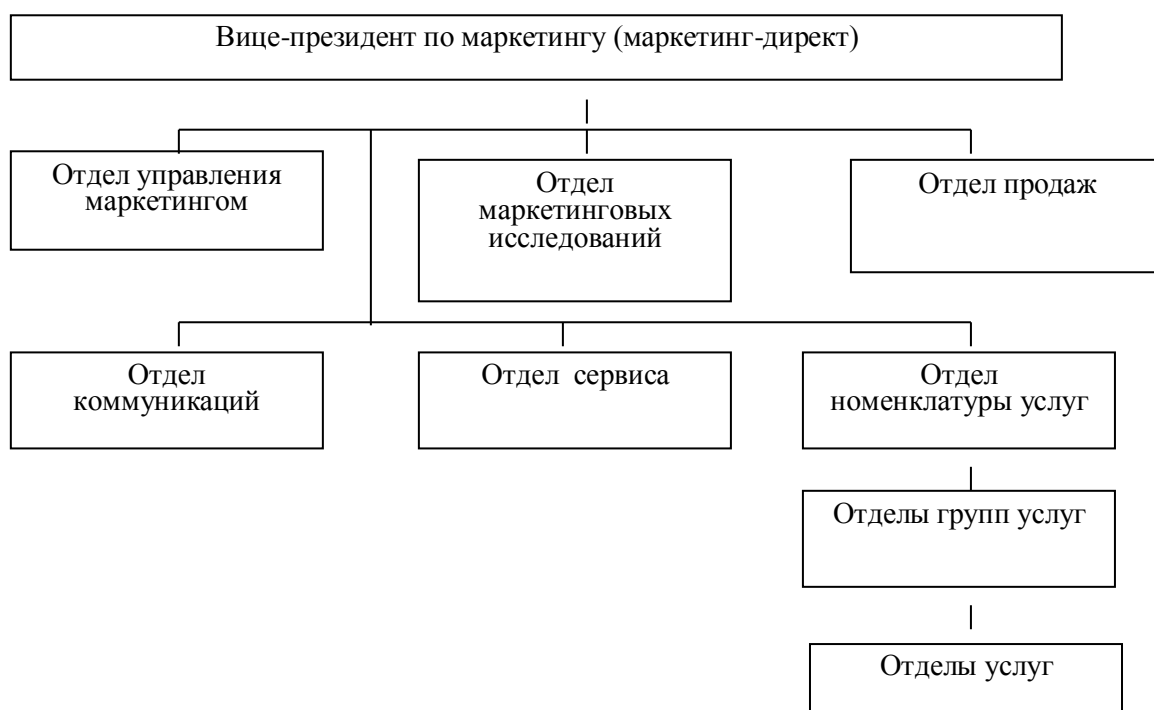 Вице-президент по маркетингу (маркетинг-директ)
Отдел управления
маркетингом
Отдел
маркетинговых
исследований
Отдел продаж
Отдел
коммуникаций
Отдел сервиса
Отдел
номенклатуры услуг
Отделы групп услуг
Отделы услуг